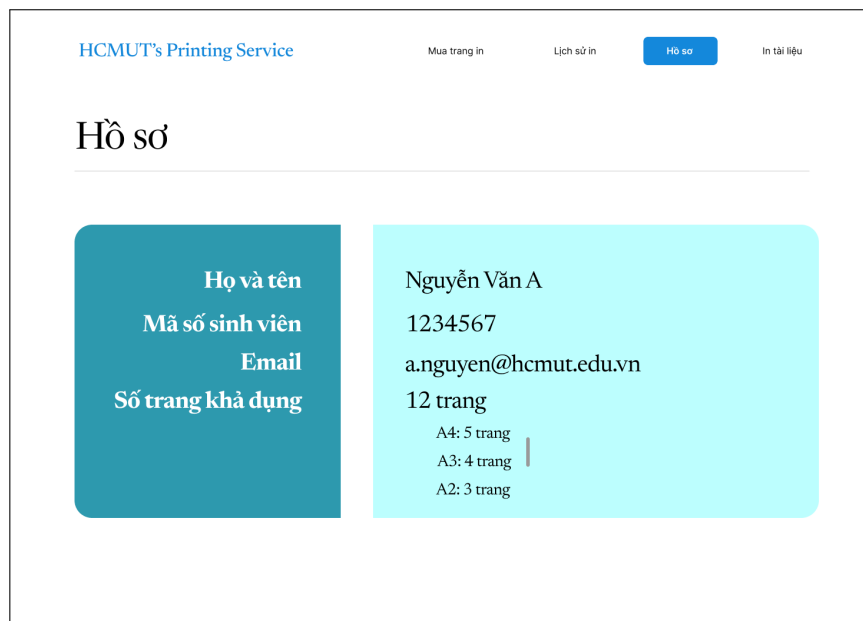 HCMUT's Printing Service
Mua trang in
Lịch sử in
Hồ sơ
In tài liệu
Hồ sơ
Họ và tên
Nguyễn Văn A
Mã số sinh viên
1234567
Email
a.nguyen@hcmut.edu.vn
Số trang khả dụng
12 trang
A4: 5 trang
A3: 4 trang
A2: 3 trang